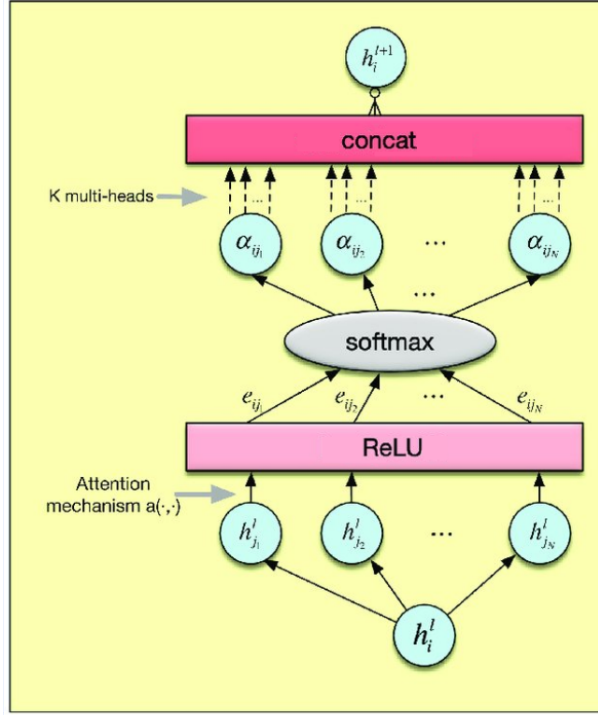 h_i^{l+1}
concat
K multi-heads
... ... ...
α_{ij_1} α_{ij_2} ... α_{ij_N}
...
softmax
e_{ij_1} e_{ij_2} ... e_{ij_N}
ReLU
Attention
mechanism a(·,·)
h_{j_1}^l h_{j_2}^l ... h_{j_N}^l
h_i^l